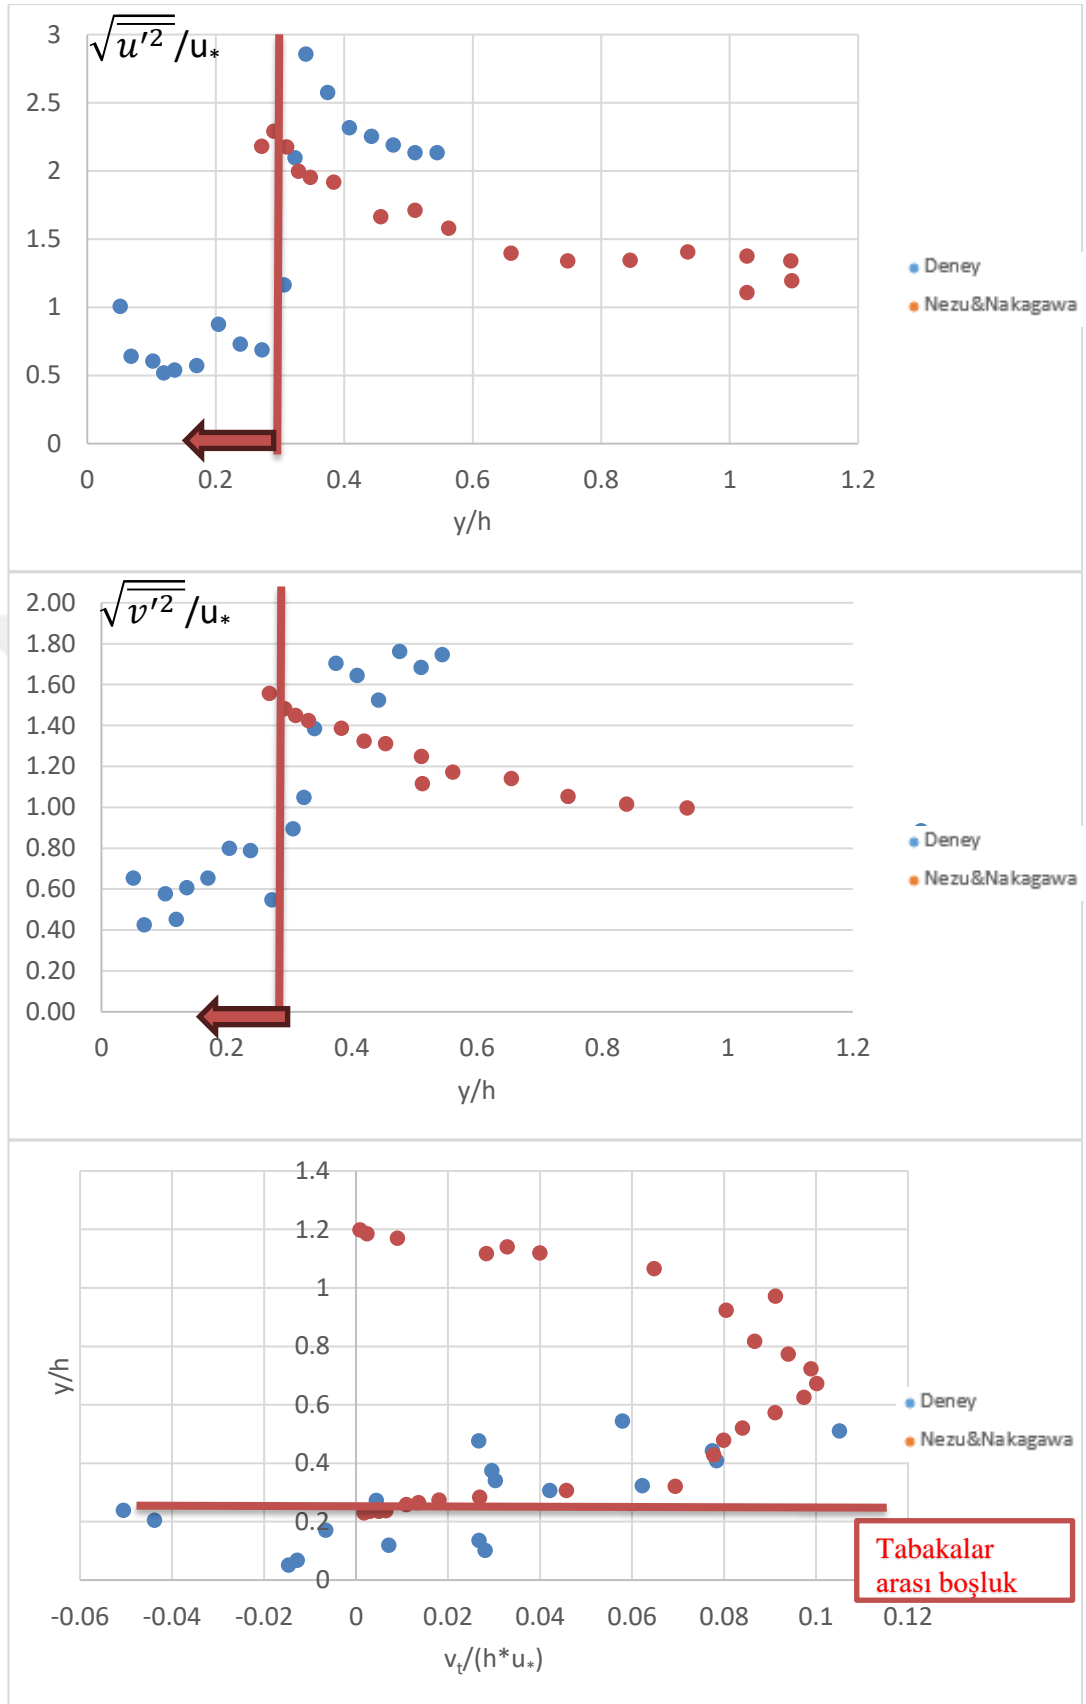 √u′² /u*
3
2.5
2
1.5
1
0.5
0
0 0.2 0.4 0.6 0.8 1 1.2
y/h
Deney
Nezu&Nakagawa
√v′² /u*
2.00
1.80
1.60
1.40
1.20
1.00
0.80
0.60
0.40
0.20
0.00
0 0.2 0.4 0.6 0.8 1 1.2
y/h
Deney
Nezu&Nakagawa
1.4
1.2
1
0.8
0.6
0.4
0.2
0
y/h
-0.06 -0.04 -0.02 0 0.02 0.04 0.06 0.08 0.1 0.12
vt/(h*u*)
Deney
Nezu&Nakagawa
Tabakalar
arası boşluk